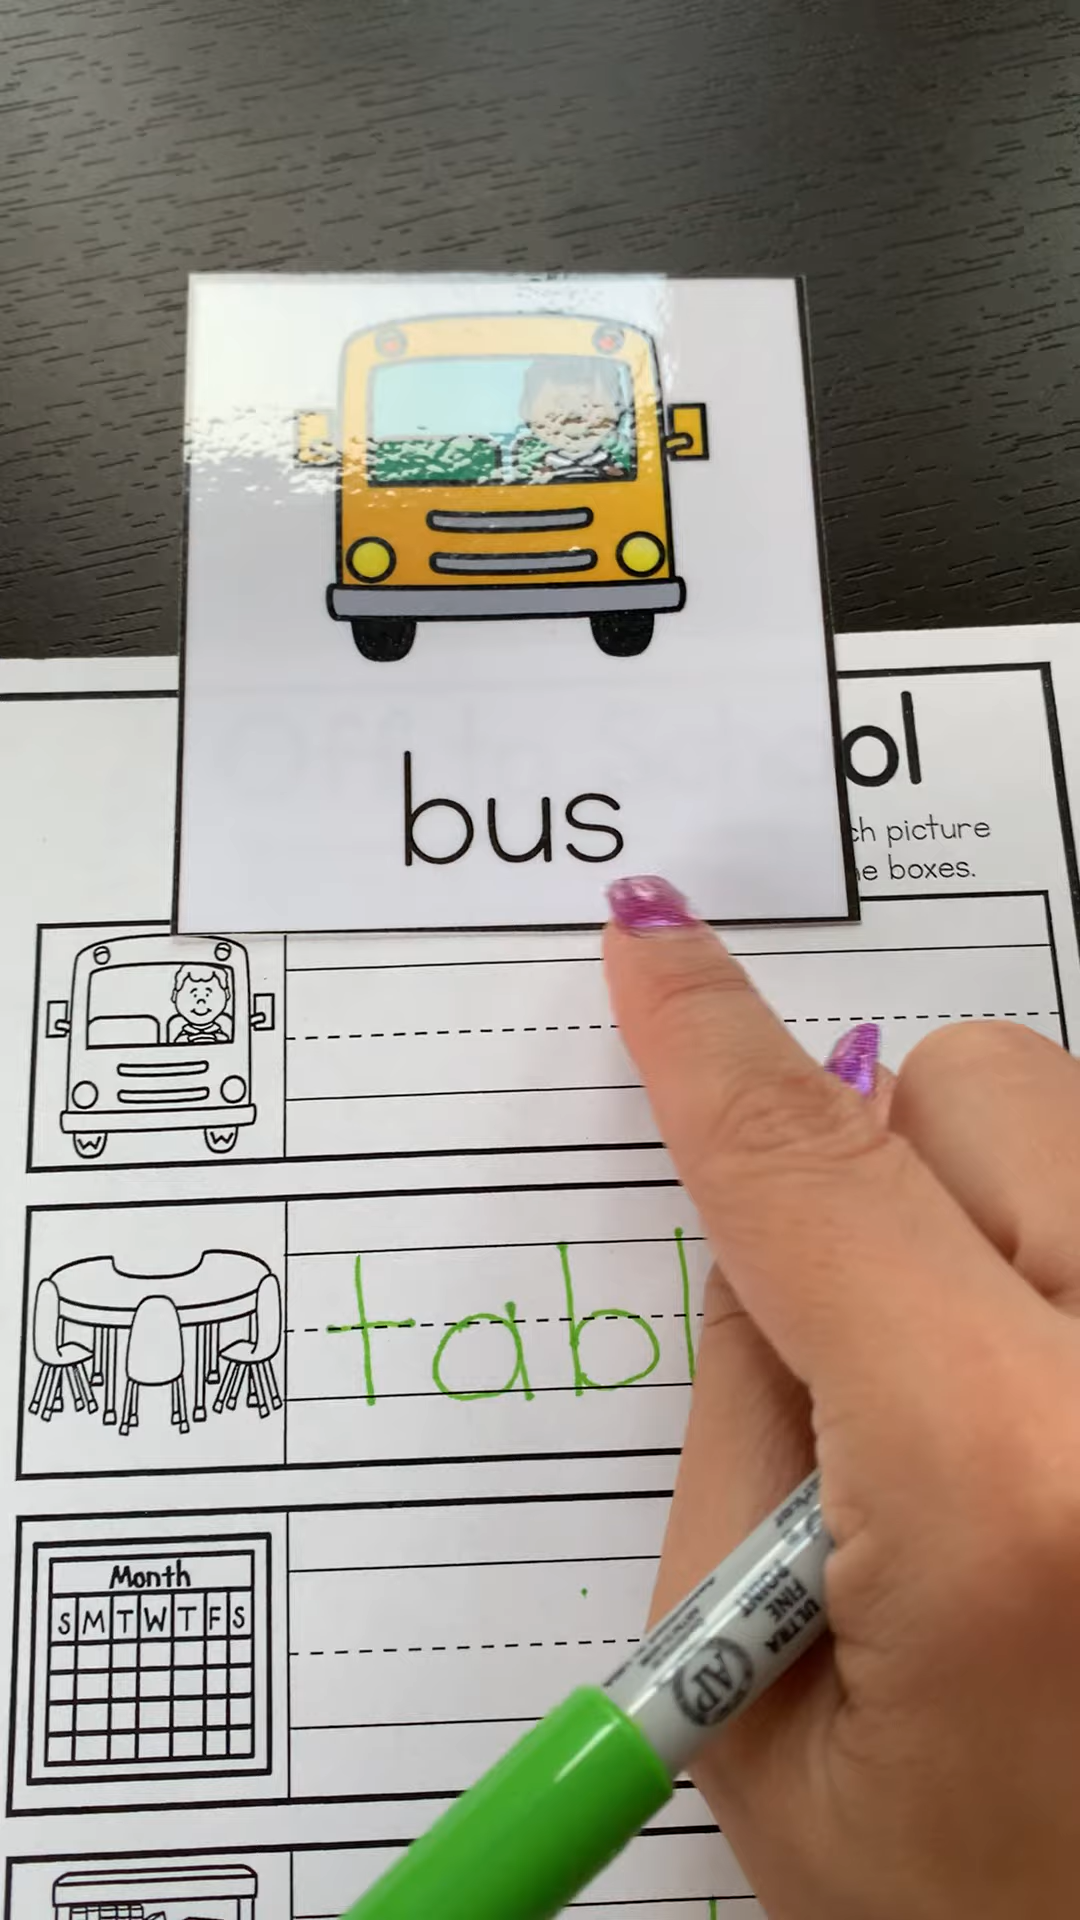 bus
ol
ch picture
e boxes.
tabl
Month
S M T W T F S
ULTRA
FINE
POINT
AP